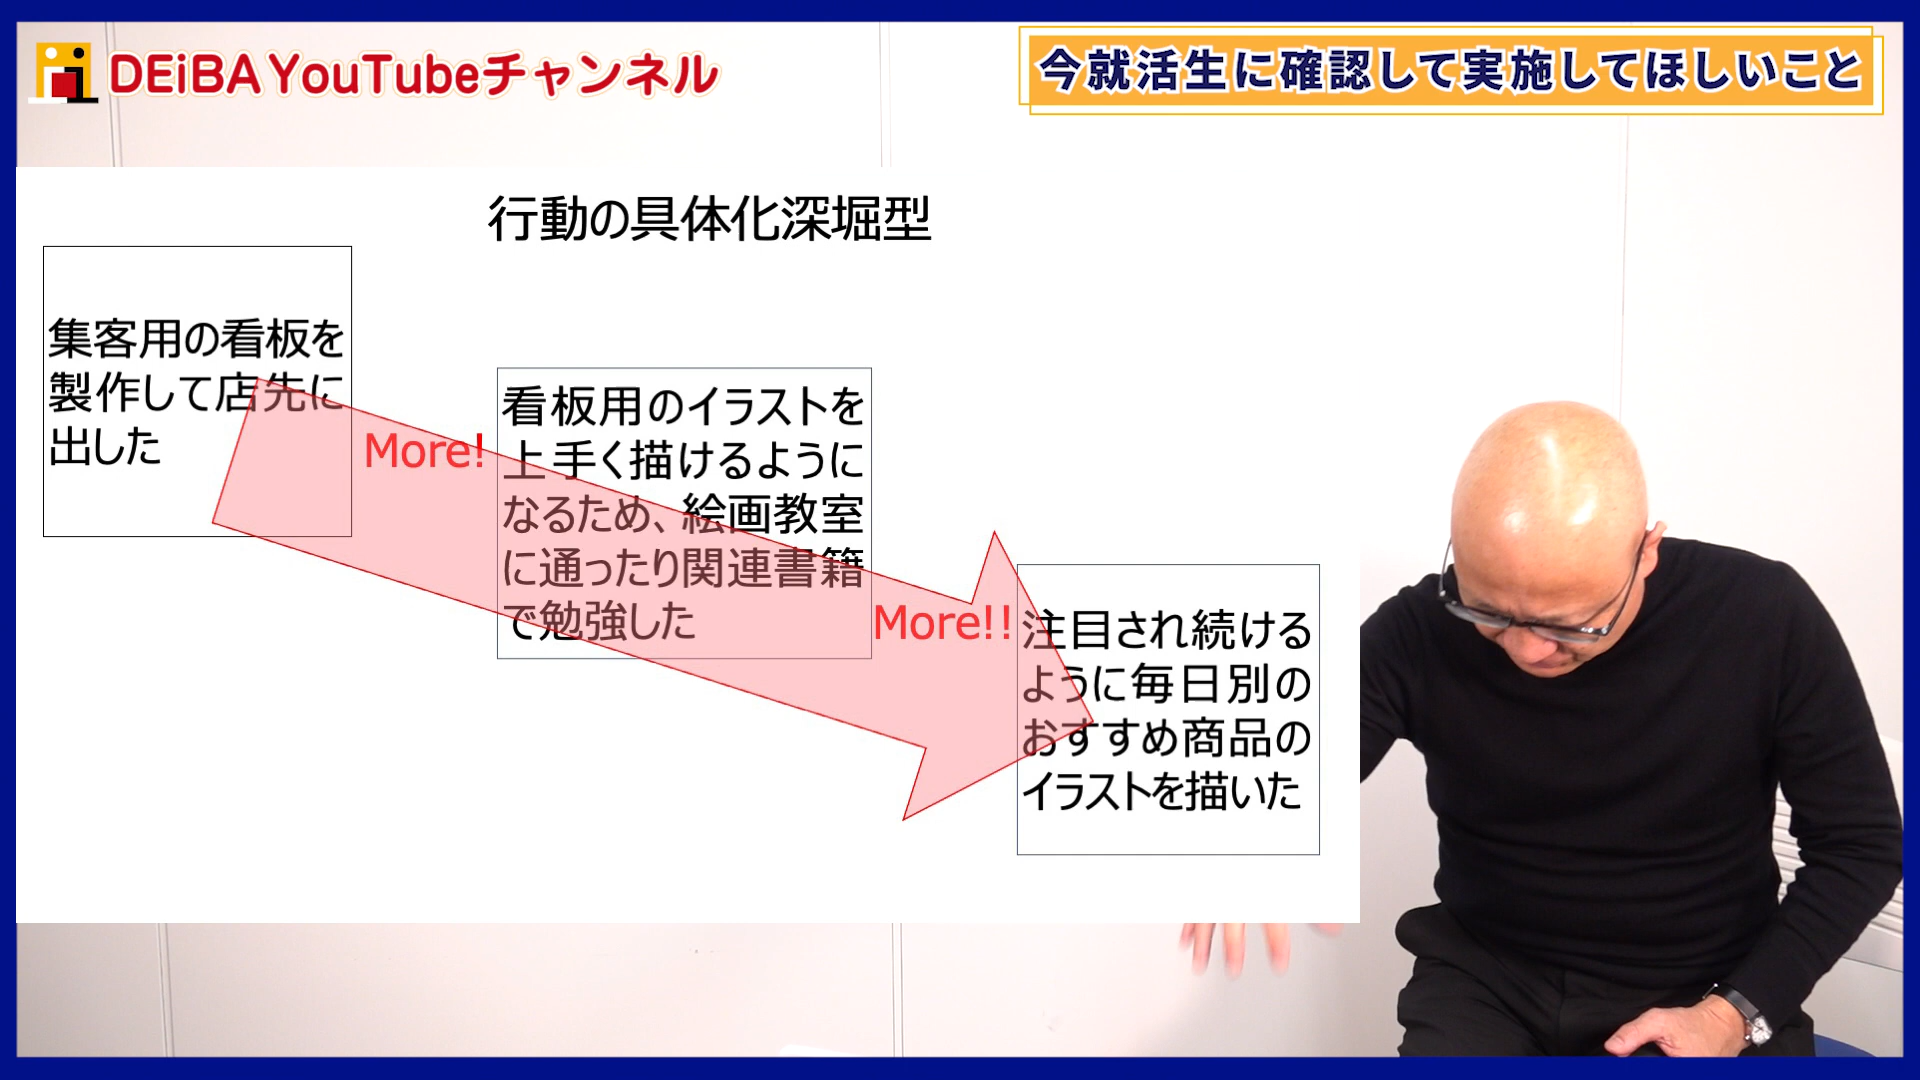 DEiBA YouTubeチャンネル
今就活生に確認して実施してほしいこと
行動の具体化深堀型
集客用の看板を
製作して店先に
出した
More!
看板用のイラストを
上手く描けるように
なるため、絵画教室
に通ったり関連書籍
で勉強した
More!!
注目され続ける
ように毎日別の
おすすめ商品の
イラストを描いた